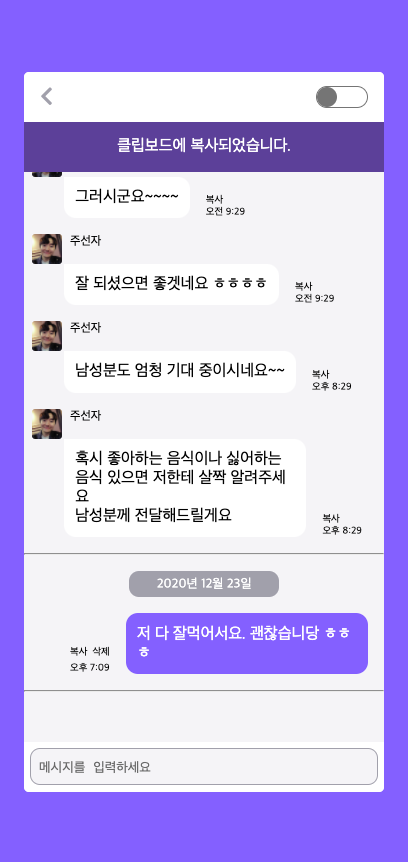 클립보드에 복사되었습니다.
그러시군요~~~~
복사
오전 9:29
주선자
잘 되셨으면 좋겟네요 ㅎㅎㅎㅎ
복사
오전 9:29
주선자
남성분도 엄청 기대 중이시네요~~
복사
오후 8:29
주선자
혹시 좋아하는 음식이나 싫어하는
음식 있으면 저한테 살짝 알려주세
요
남성분께 전달해드릴게요
복사
오후 8:29
2020년 12월 23일
저 다 잘먹어서요. 괜찮습니당 ㅎㅎ
ㅎ
복사 삭제
오후 7:09
메시지를 입력하세요